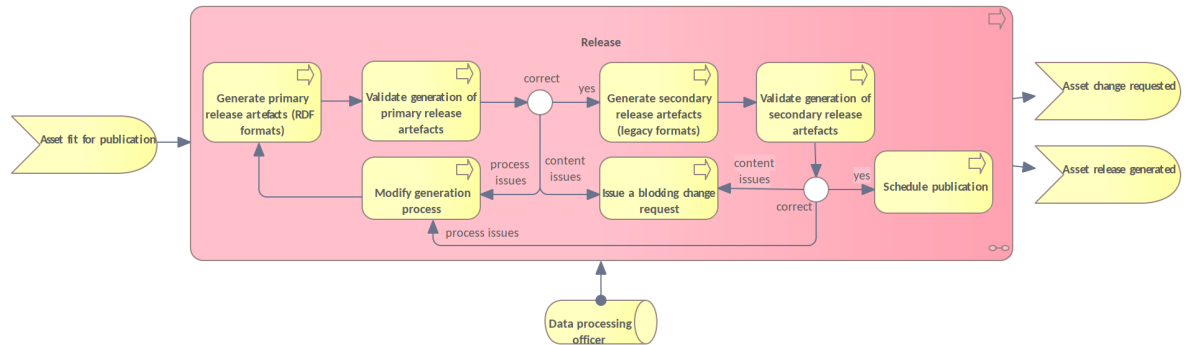 Release
Asset fit for publication
Generate primary
release artefacts (RDF
formats)
Validate generation of
primary release
artefacts
correct
yes
Generate secondary
release artefacts
(legacy formats)
Validate generation of
secondary release
artefacts
Asset change requested
Asset release generated
Modify generation
process
process
issues
content
issues
Issue a blocking change
request
content
issues
correct
yes
Schedule publication
process issues
Data processing
officer